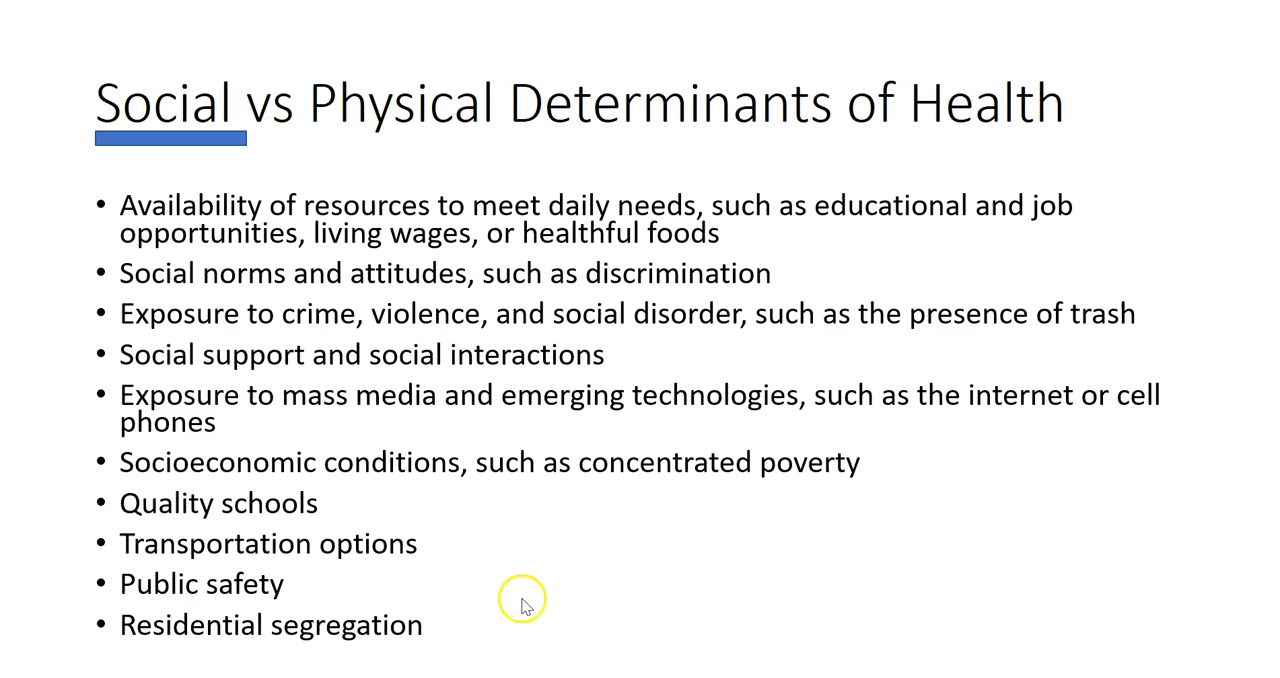 Social vs Physical Determinants of Health
• Availability of resources to meet daily needs, such as educational and job
opportunities, living wages, or healthful foods
• Social norms and attitudes, such as discrimination
• Exposure to crime, violence, and social disorder, such as the presence of trash
• Social support and social interactions
• Exposure to mass media and emerging technologies, such as the internet or cell
phones
• Socioeconomic conditions, such as concentrated poverty
• Quality schools
• Transportation options
• Public safety
• Residential segregation